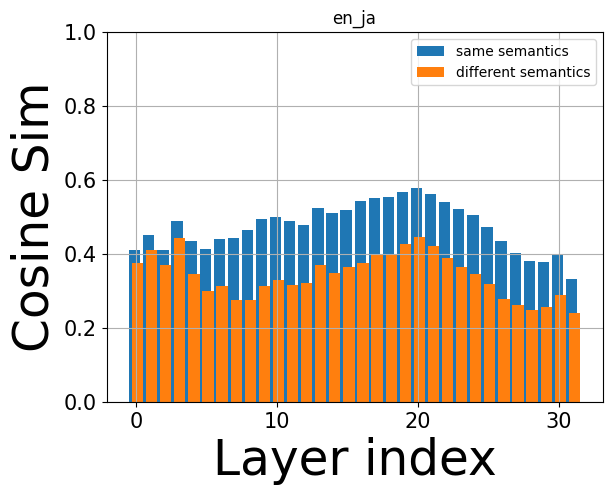 en_ja
same semantics
different semantics
Cosine Sim
1.0
0.8
0.6
0.4
0.2
0.0
0 10 20 30
Layer index